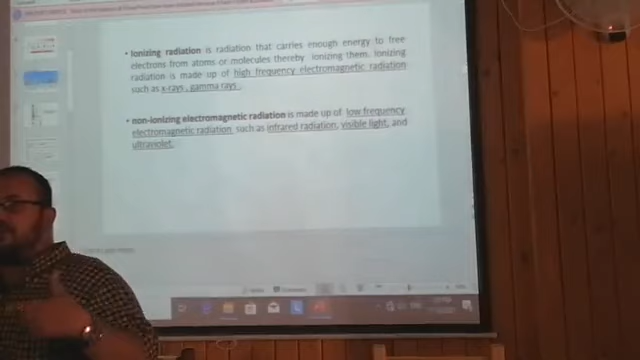 • Ionizing radiation is radiation that carries enough energy to free
electrons from atoms or molecules thereby ionizing them. Ionizing
radiation is made up of high frequency electromagnetic radiation
such as x-rays , gamma rays .
• non-ionizing electromagnetic radiation is made up of low frequency
electromagnetic radiation such as infrared radiation, visible light, and
ultraviolet.